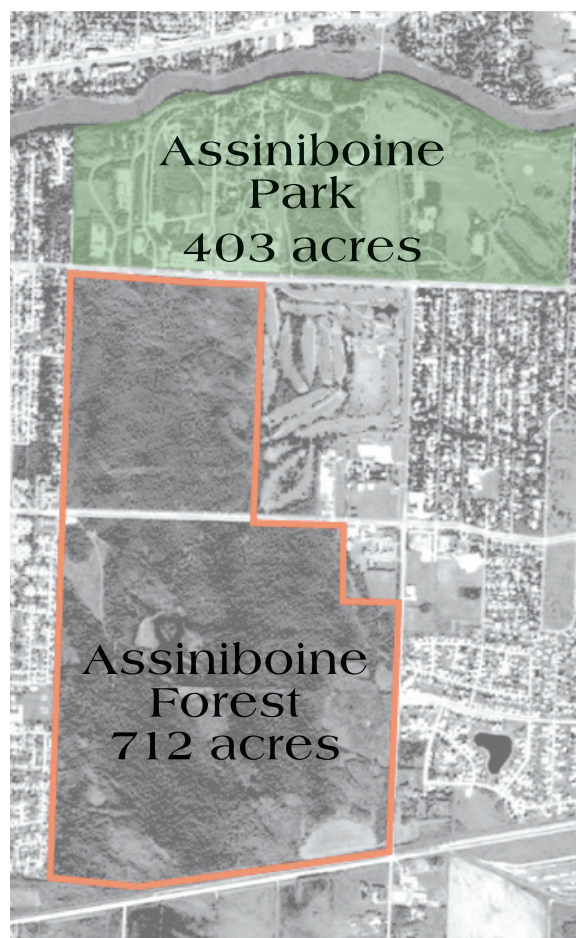 Assiniboine
Park
403 acres
Assiniboine
Forest
712 acres